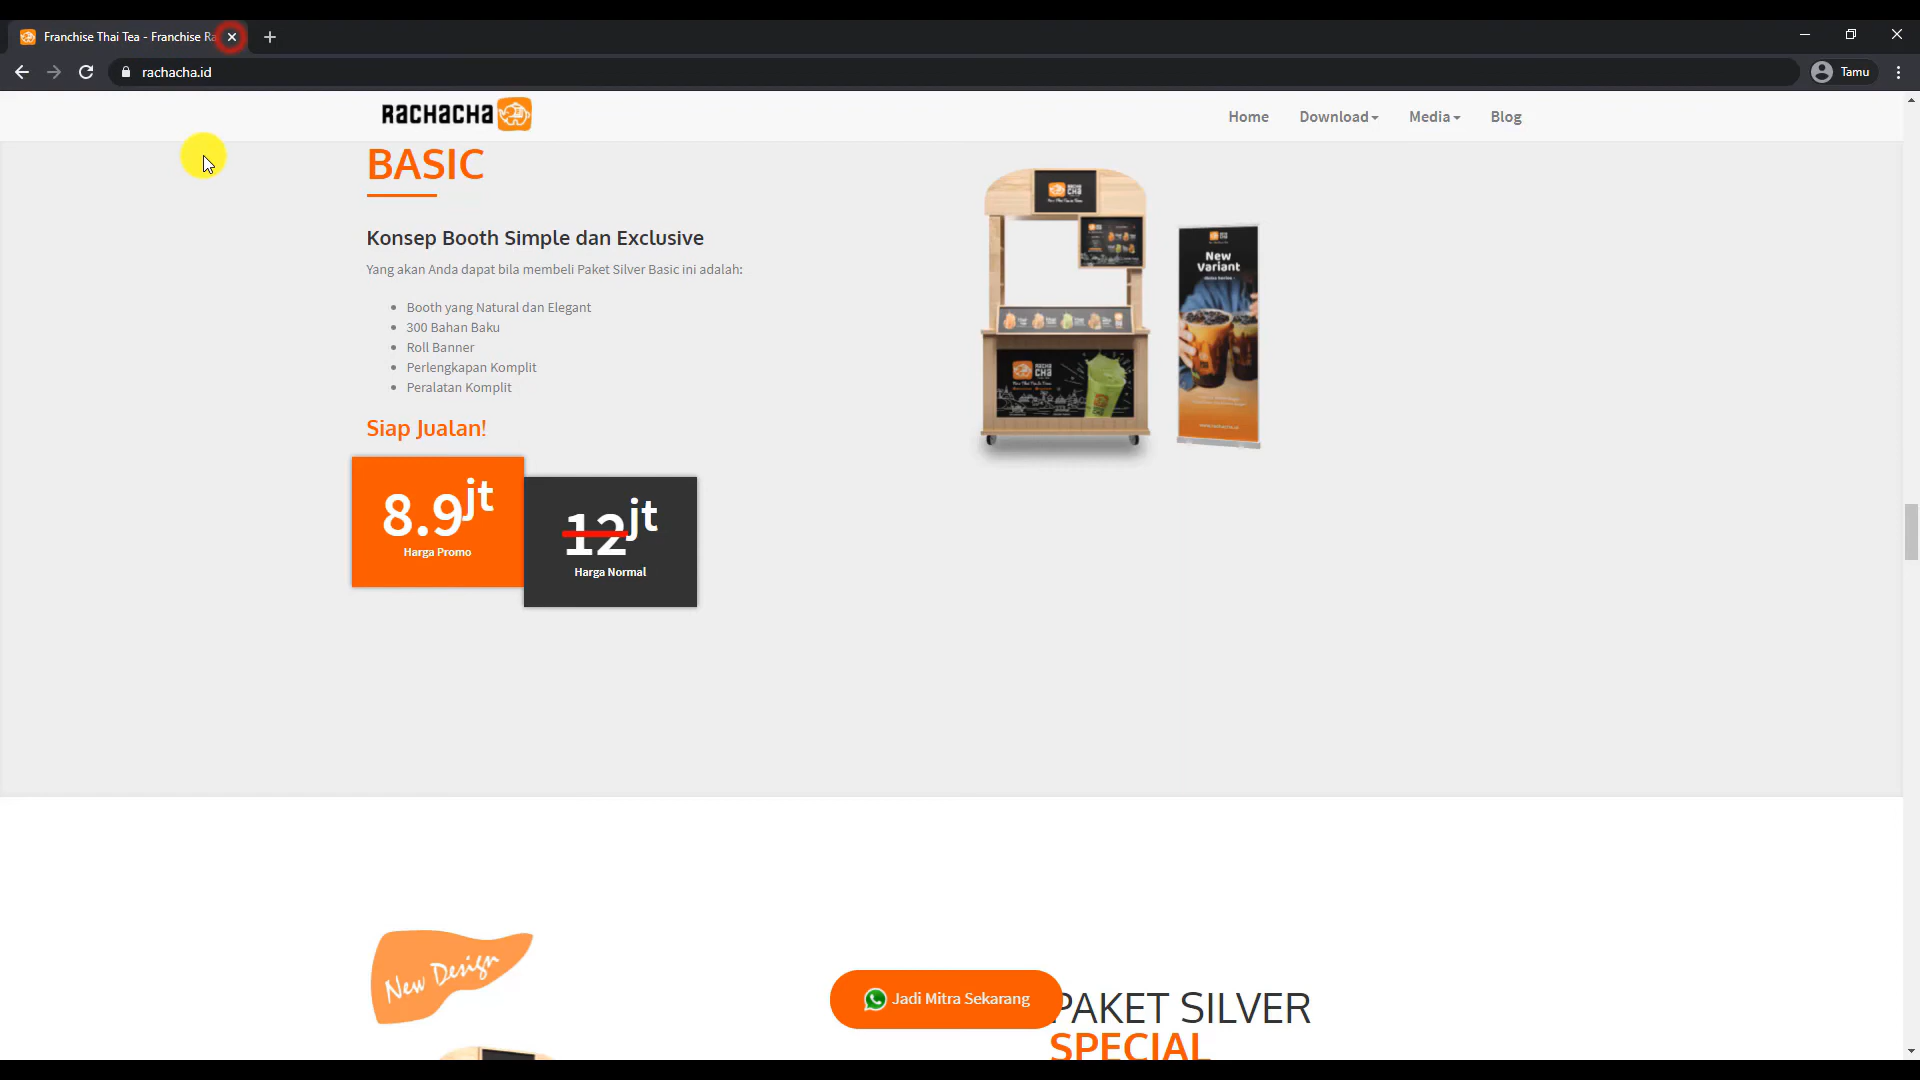 Franchise Thai Tea - Franchise Ra
rachacha.id
Tamu
RACHACHA
Home
Download
Media
Blog
BASIC
Konsep Booth Simple dan Exclusive
Yang akan Anda dapat bila membeli Paket Silver Basic ini adalah:
Booth yang Natural dan Elegant
300 Bahan Baku
Roll Banner
Perlengkapan Komplit
Peralatan Komplit
Siap Jualan!
8.9jt
Harga Promo
12jt
Harga Normal
RACHA
CHA
New
Variant
New Design
Jadi Mitra Sekarang
PAKET SILVER
SPECIAL